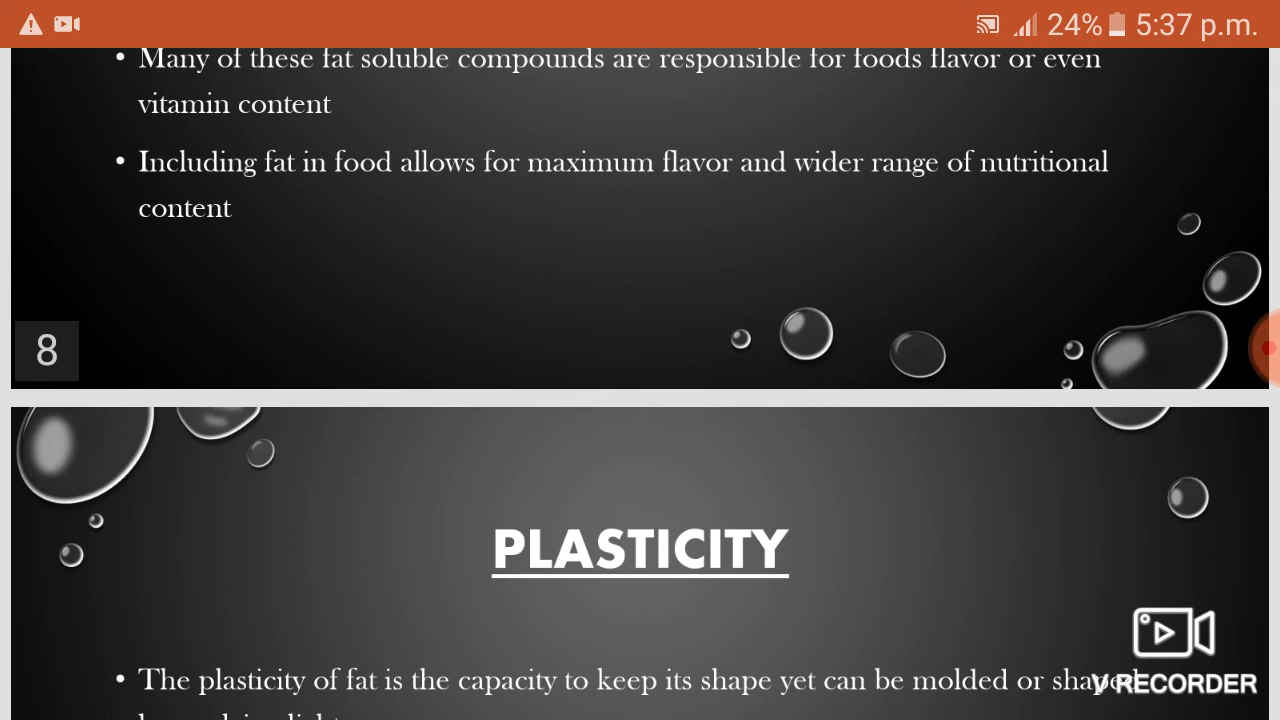 24% 5:37 p.m.
• Many of these fat soluble compounds are responsible for foods flavor or even
vitamin content
• Including fat in food allows for maximum flavor and wider range of nutritional
content
8
PLASTICITY
• The plasticity of fat is the capacity to keep its shape yet can be molded or shaped
V RECORDER